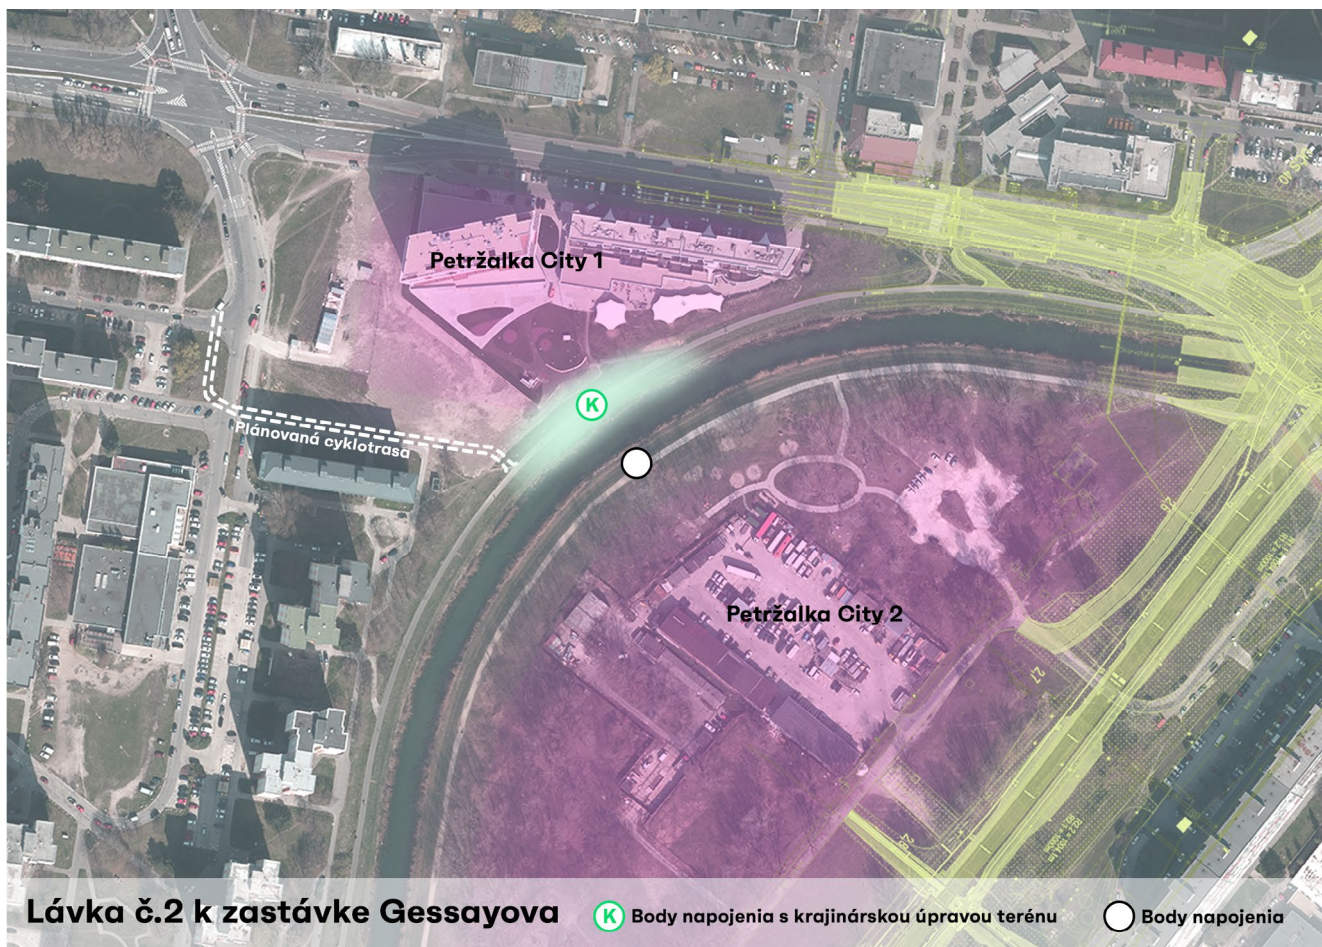 Petržalka City 1
K
Plánovaná cyklotrasa
Petržalka City 2
Lávka č.2 k zastávke Gessayova
K Body napojenia s krajinárskou úpravou terénu
Body napojenia